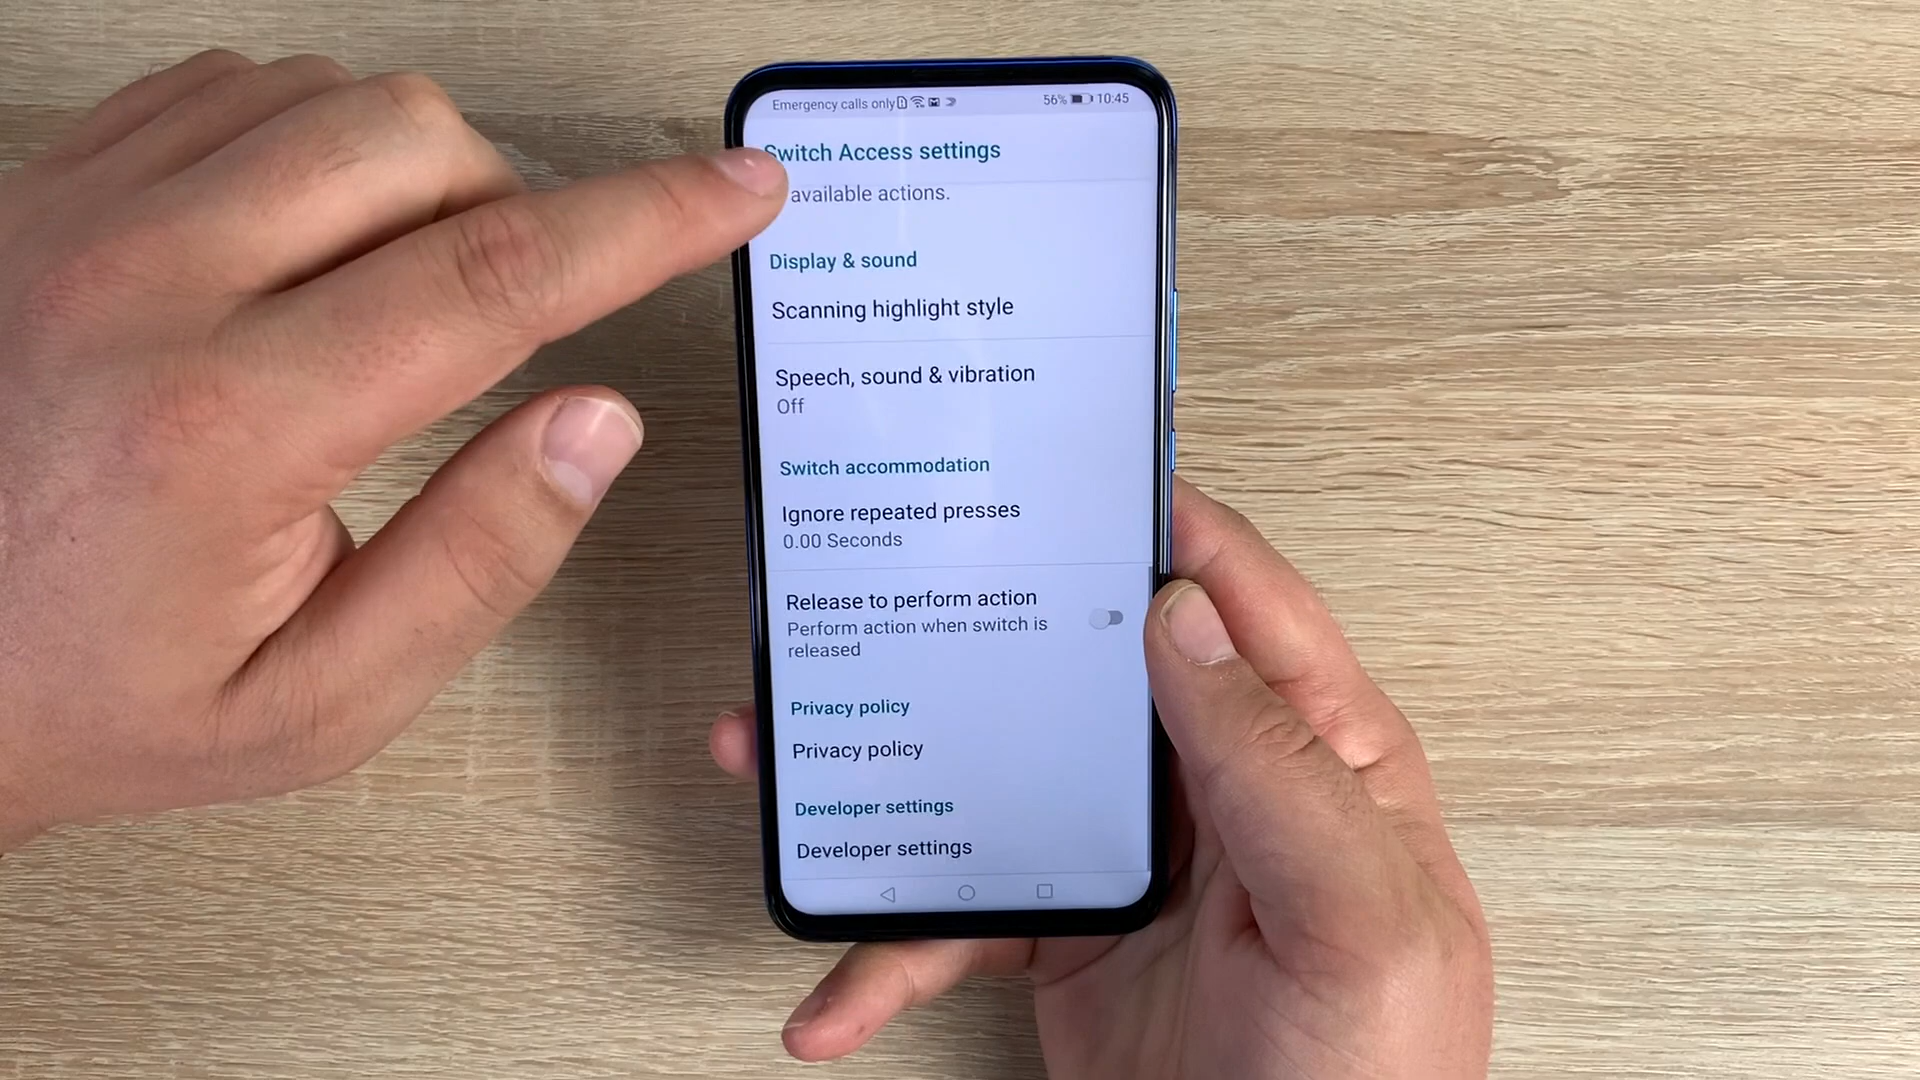 Emergency calls only
56% 10:45
Switch Access settings
available actions.
Display & sound
Scanning highlight style
Speech, sound & vibration
Off
Switch accommodation
Ignore repeated presses
0.00 Seconds
Release to perform action
Perform action when switch is
released
Privacy policy
Privacy policy
Developer settings
Developer settings